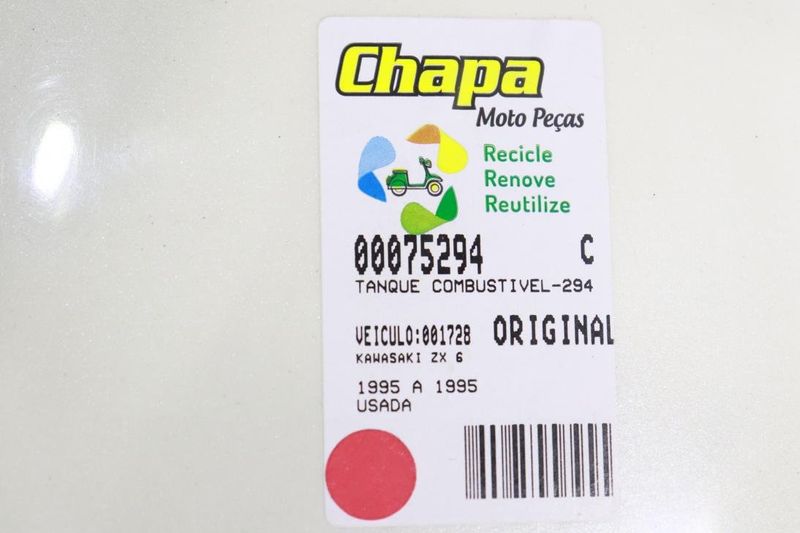 Chapa
Moto Peças
Recicle
Renove
Reutilize
00075294 C
TANQUE COMBUSTIVEL-294
VEICULO:001728 ORIGINAL
KAWASAKI ZX 6
1995 A 1995
USADA